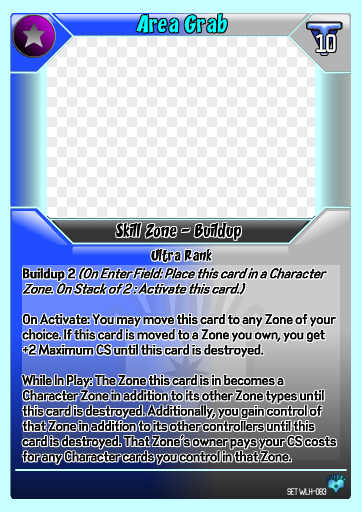 Area Grab
10
Skill Zone - Buildup
Ultra Rank
Buildup 2 (On Enter Field: Place this card in a Character
Zone. On Stack of 2 : Activate this card.)
On Activate: You may move this card to any Zone of your
choice. If this card is moved to a Zone you own, you get
+2 Maximum CS until this card is destroyed.
While In Play: The Zone this card is in becomes a
Character Zone in addition to its other Zone types until
this card is destroyed. Additionally, you gain control of
that Zone in addition to its other controllers until this
card is destroyed. That Zone's owner pays your CS costs
for any Character cards you control in that Zone.
SET WLH-083